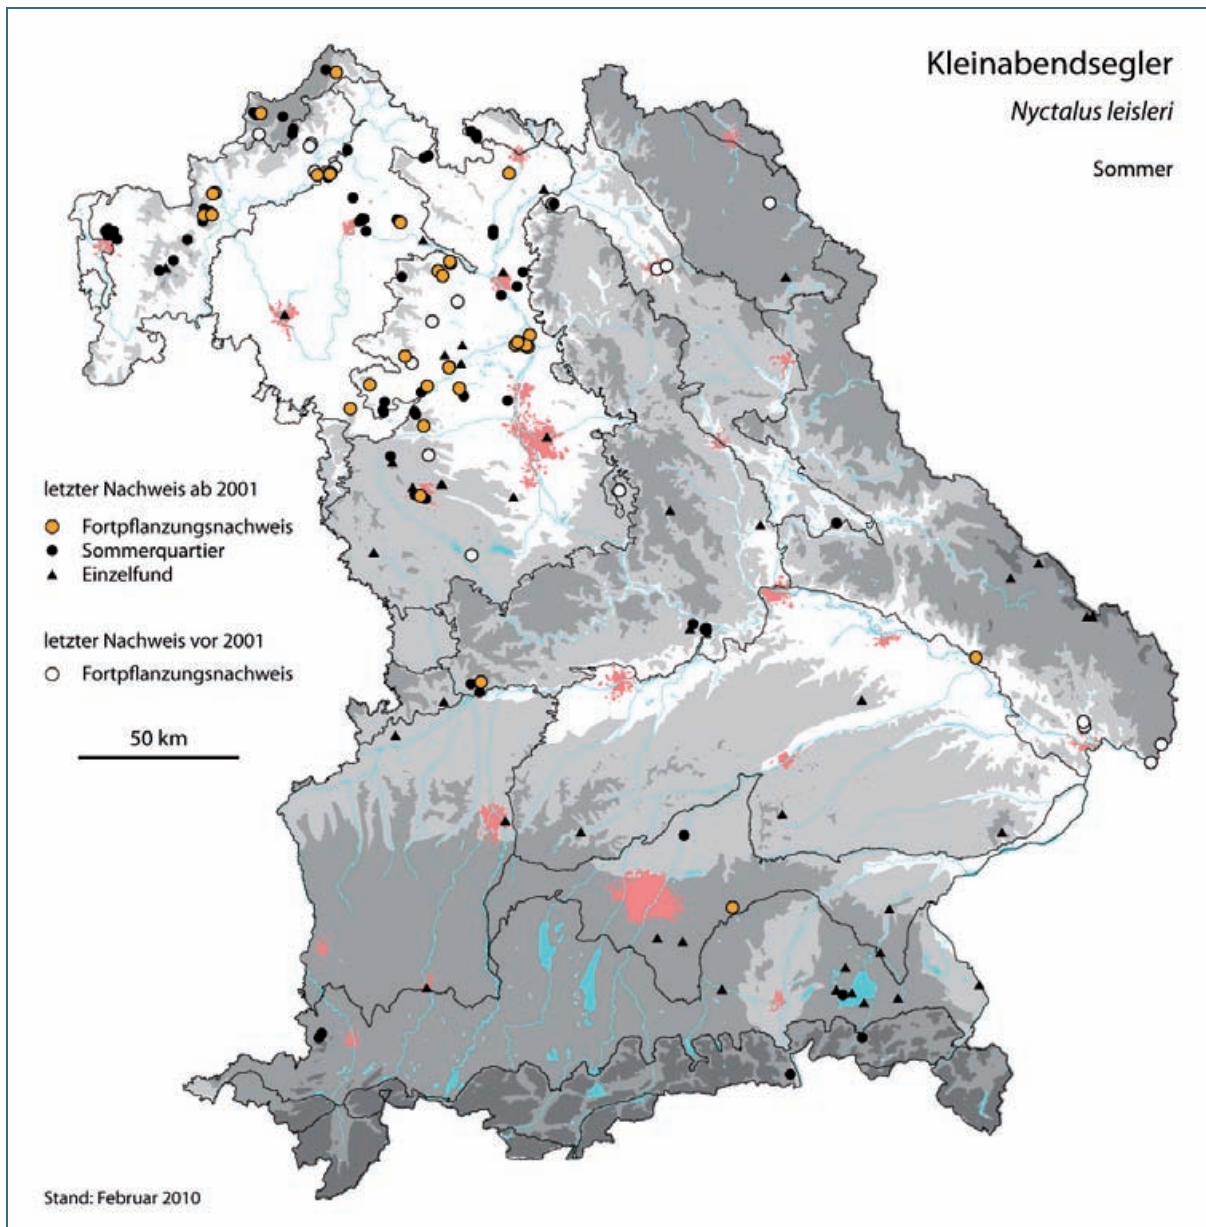 Kleinabendsegler
Nyctalus leisleri
Sommer
letzter Nachweis ab 2001
Fortpflanzungsnachweis
Sommerquartier
Einzelfund
letzter Nachweis vor 2001
Fortpflanzungsnachweis
50 km
Stand: Februar 2010